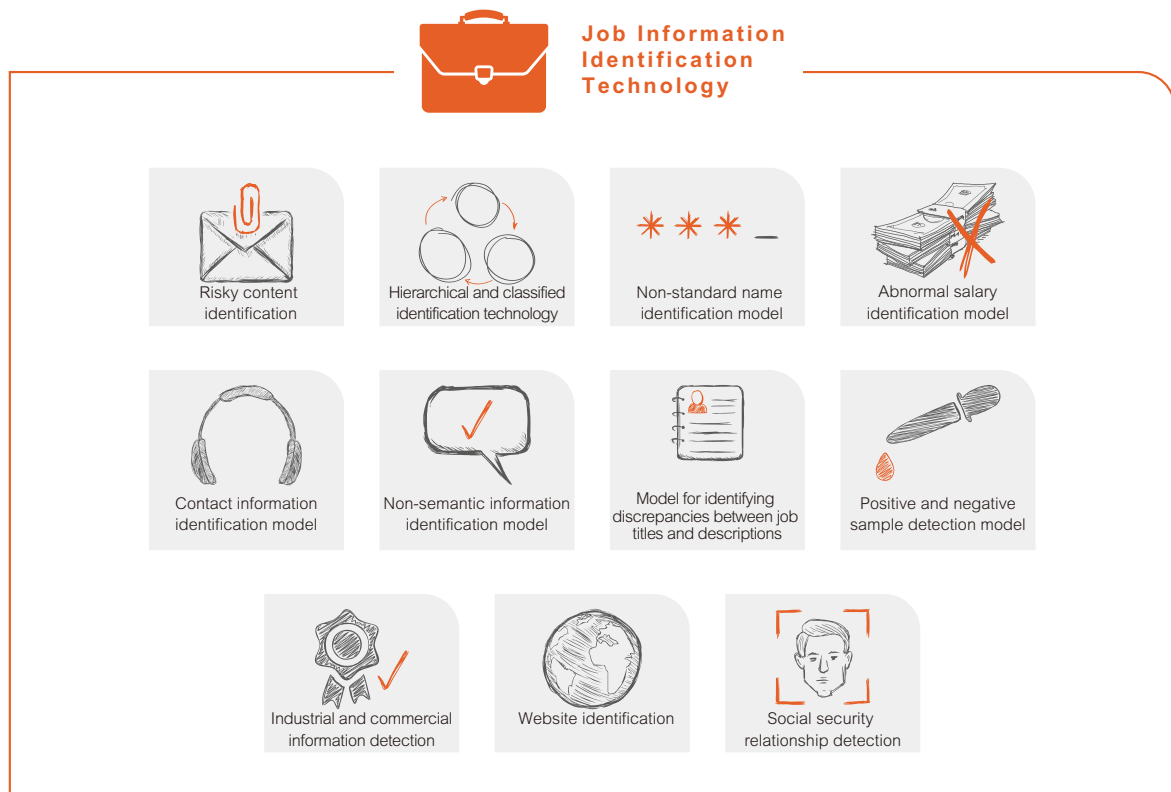 Job Information
Identification
Technology
Risky content
identification
Hierarchical and classified
identification technology
Non-standard name
identification model
Abnormal salary
identification model
Contact information
identification model
Non-semantic information
identification model
Model for identifying
discrepancies between job
titles and descriptions
Positive and negative
sample detection model
Industrial and commercial
information detection
Website identification
Social security
relationship detection